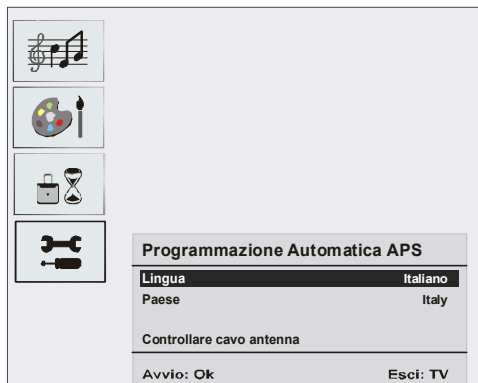 Programmazione Automatica APS
Lingua Italiano
Paese Italy
Controllare cavo antenna
Avvio: Ok Esci: TV